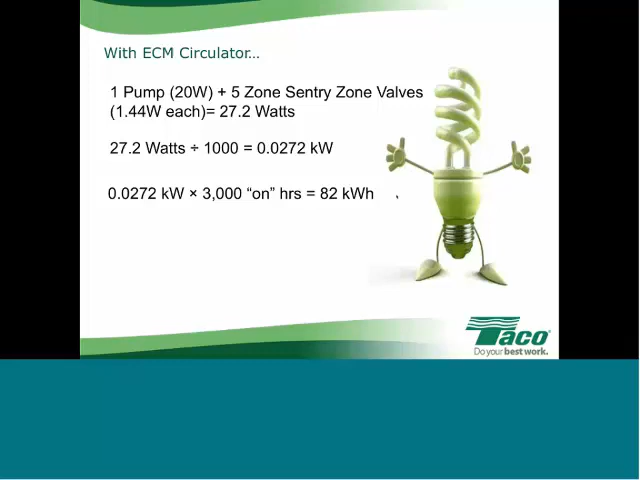 With ECM Circulator…
1 Pump (20W) + 5 Zone Sentry Zone Valves
(1.44W each)= 27.2 Watts
27.2 Watts ÷ 1000 = 0.0272 kW
0.0272 kW × 3,000 “on” hrs = 82 kWh
Taco®
Do your best work.